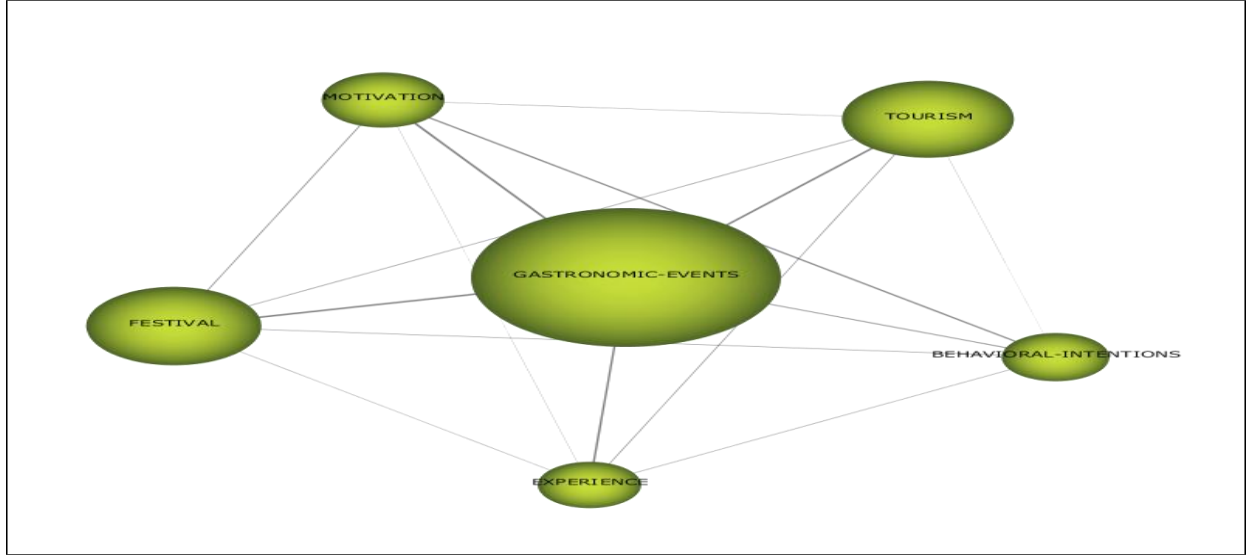 MOTIVATION
TOURISM
GASTRONOMIC-EVENTS
FESTIVAL
BEHAVIORAL-INTENTIONS
EXPERIENCE